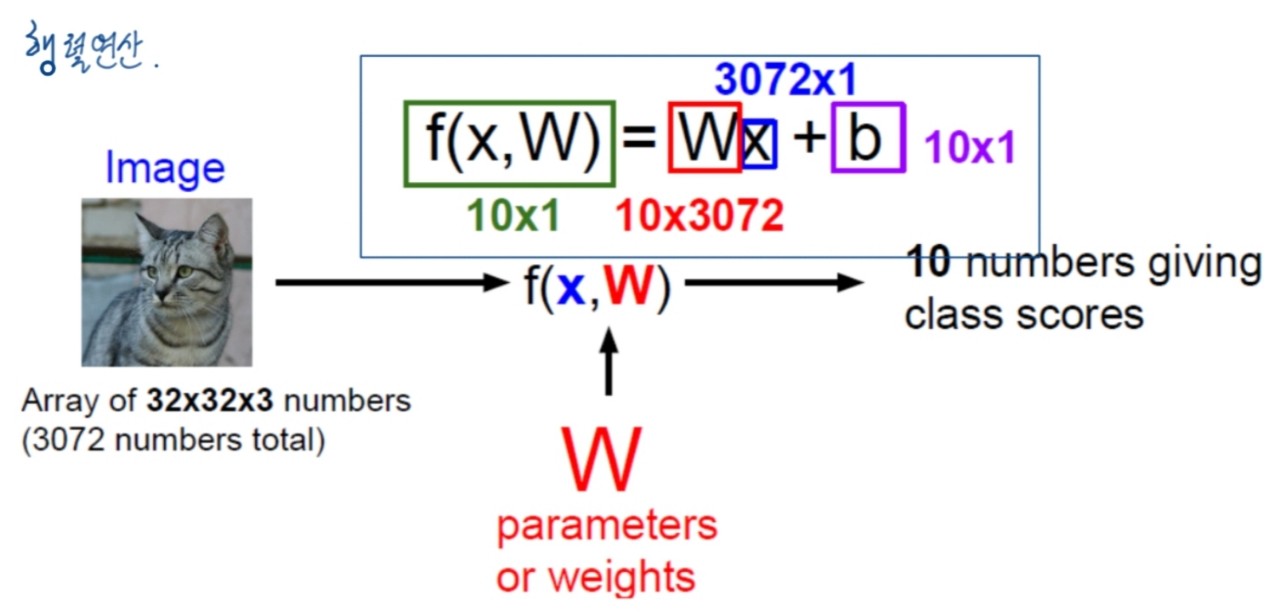 행렬연산.
3072x1
f(x,W) = Wx + b 10x1
10x1 10x3072
Image
f(x,W)
10 numbers giving
class scores
Array of 32x32x3 numbers
(3072 numbers total)
W
parameters
or weights